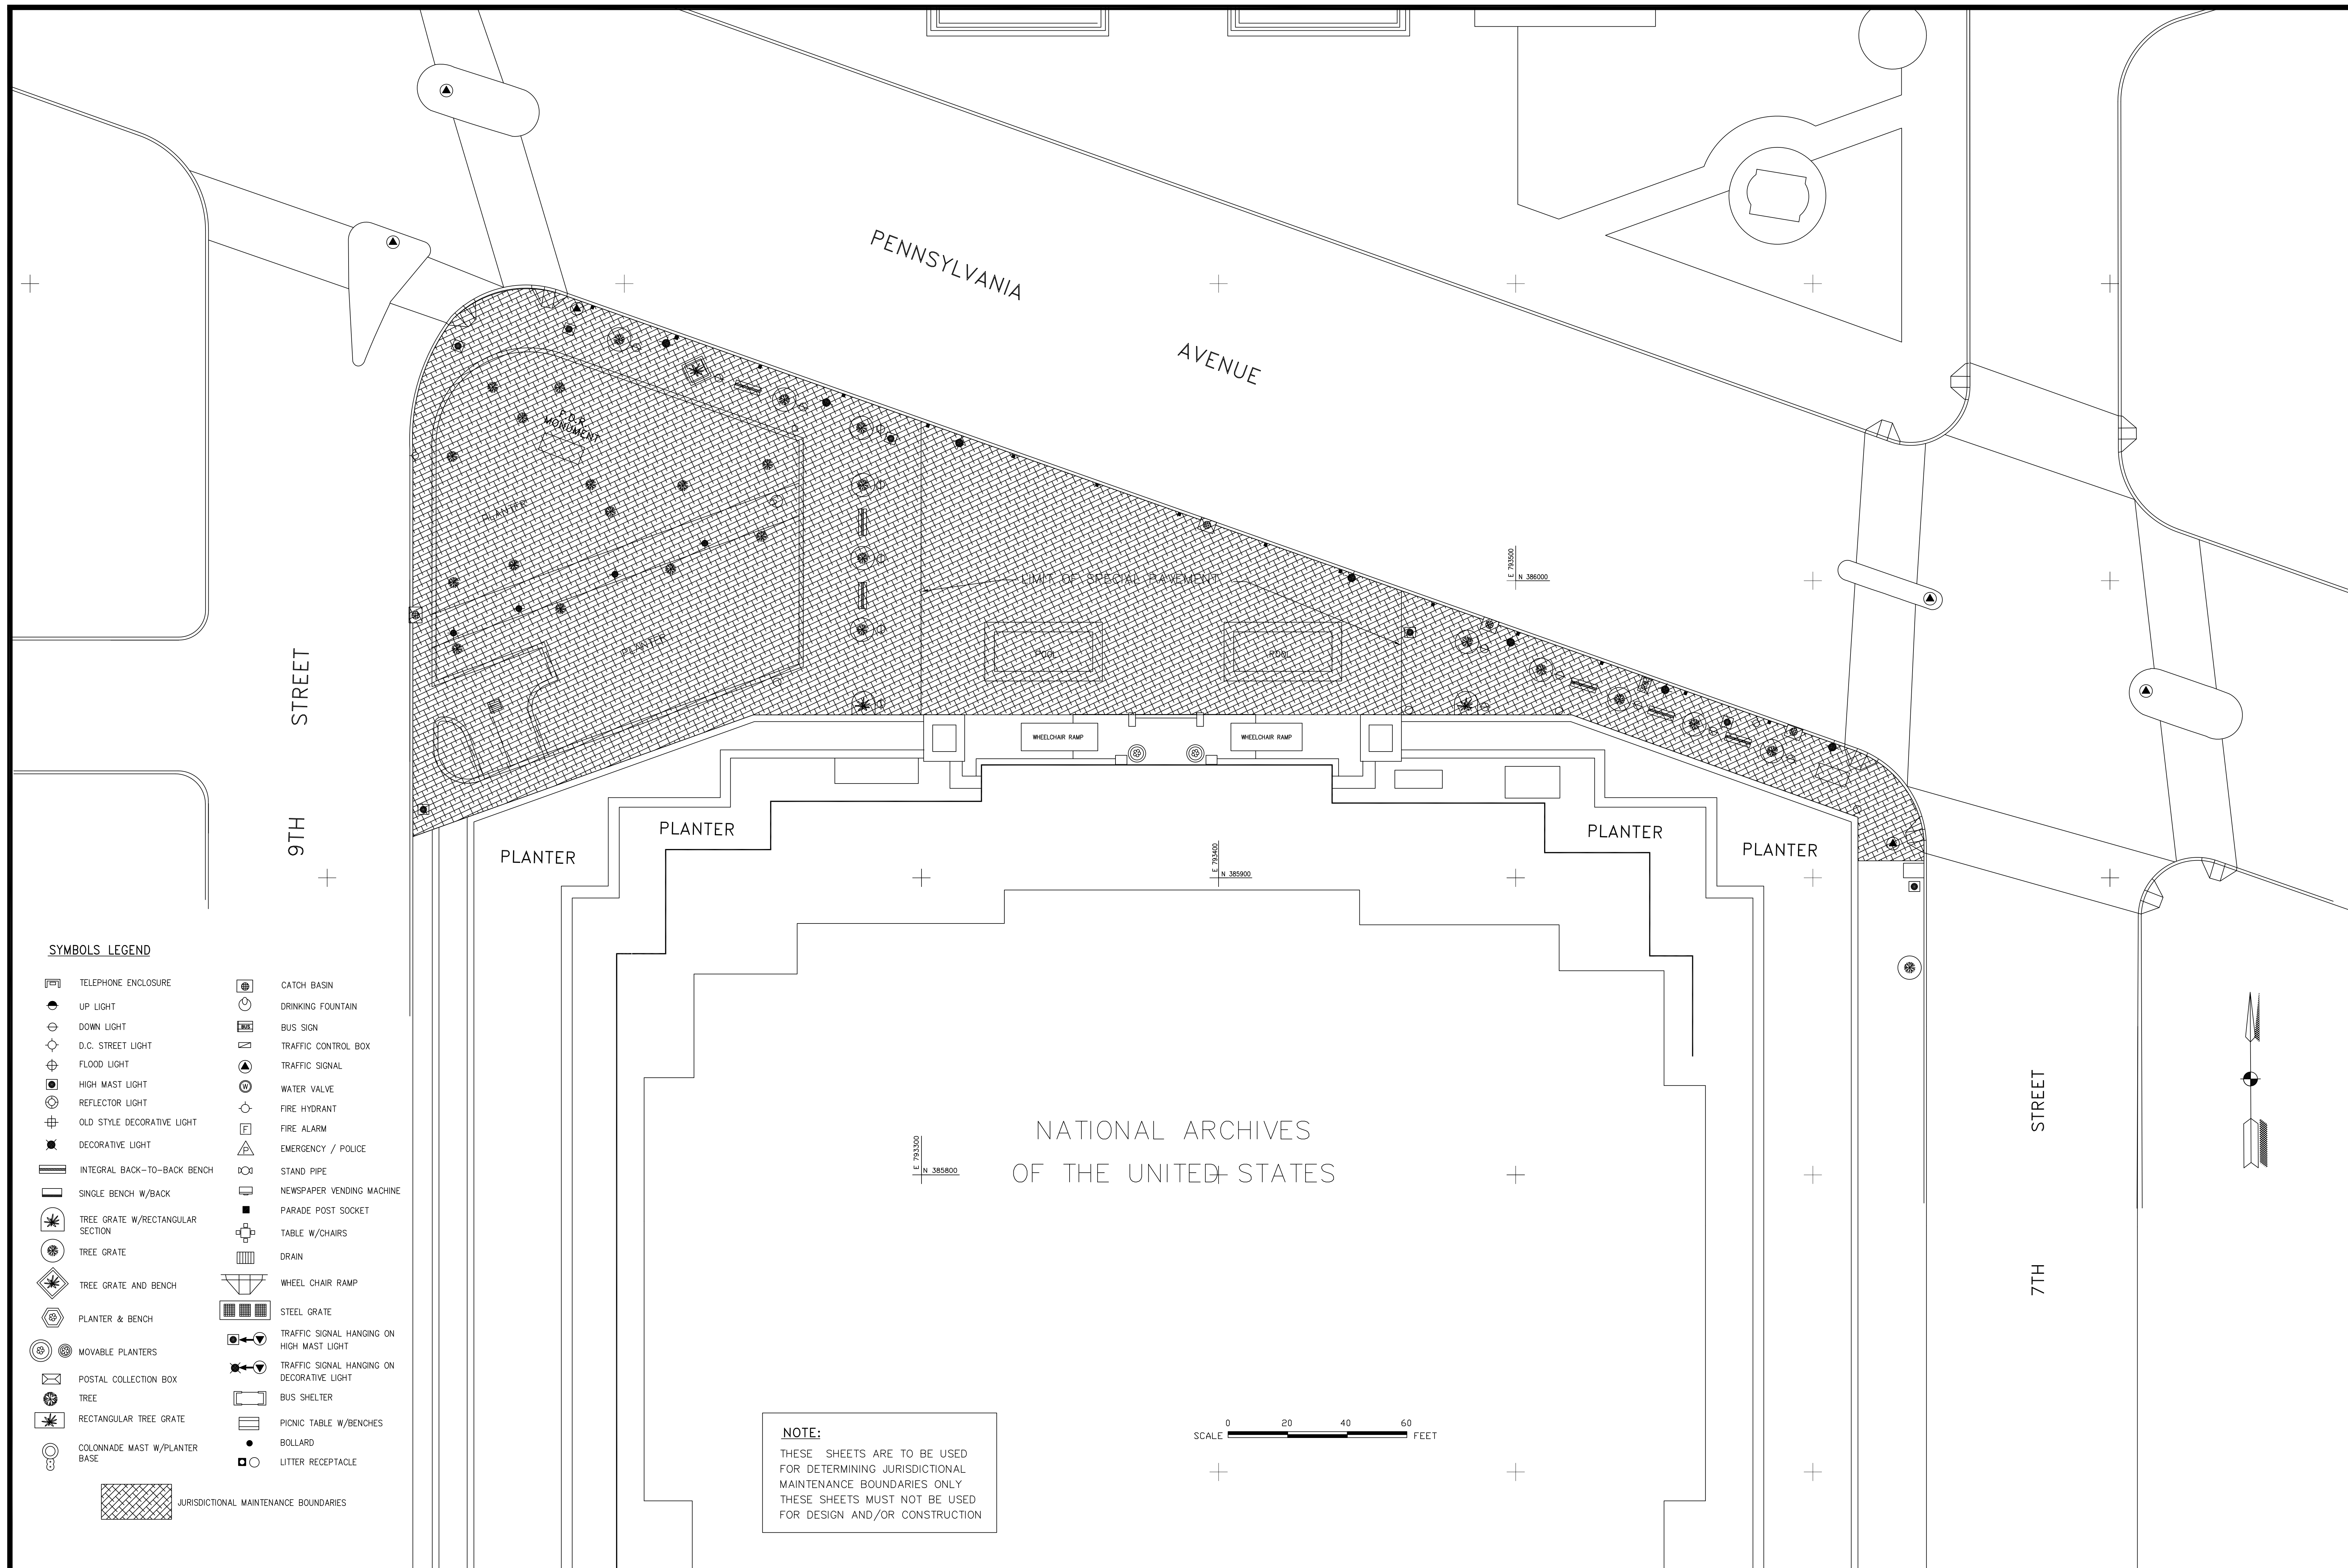 PENNSYLVANIA
AVENUE
F.D.R.
MONUMENT
PLANTER
PLANTER
LIMIT OF SPECIAL PAVEMENT
E 793500
N 386000
POOL
POOL
WHEELCHAIR RAMP
WHEELCHAIR RAMP
9TH STREET
PLANTER
PLANTER
PLANTER
PLANTER
E 793400
N 385900
7TH STREET
NATIONAL ARCHIVES
OF THE UNITED STATES
E 793300
N 385800
SYMBOLS LEGEND
TELEPHONE ENCLOSURE
UP LIGHT
DOWN LIGHT
D.C. STREET LIGHT
FLOOD LIGHT
HIGH MAST LIGHT
REFLECTOR LIGHT
OLD STYLE DECORATIVE LIGHT
DECORATIVE LIGHT
INTEGRAL BACK-TO-BACK BENCH
SINGLE BENCH W/BACK
TREE GRATE W/RECTANGULAR
SECTION
TREE GRATE
TREE GRATE AND BENCH
PLANTER & BENCH
MOVABLE PLANTERS
POSTAL COLLECTION BOX
TREE
RECTANGULAR TREE GRATE
COLONNADE MAST W/PLANTER
BASE
CATCH BASIN
DRINKING FOUNTAIN
BUS
BUS SIGN
TRAFFIC CONTROL BOX
TRAFFIC SIGNAL
W
WATER VALVE
FIRE HYDRANT
F
FIRE ALARM
P
EMERGENCY / POLICE
STAND PIPE
NEWSPAPER VENDING MACHINE
PARADE POST SOCKET
TABLE W/CHAIRS
DRAIN
WHEEL CHAIR RAMP
STEEL GRATE
TRAFFIC SIGNAL HANGING ON
HIGH MAST LIGHT
TRAFFIC SIGNAL HANGING ON
DECORATIVE LIGHT
BUS SHELTER
PICNIC TABLE W/BENCHES
BOLLARD
LITTER RECEPTACLE
JURISDICTIONAL MAINTENANCE BOUNDARIES
NOTE:
THESE SHEETS ARE TO BE USED
FOR DETERMINING JURISDICTIONAL
MAINTENANCE BOUNDARIES ONLY
THESE SHEETS MUST NOT BE USED
FOR DESIGN AND/OR CONSTRUCTION
0 20 40 60
SCALE FEET